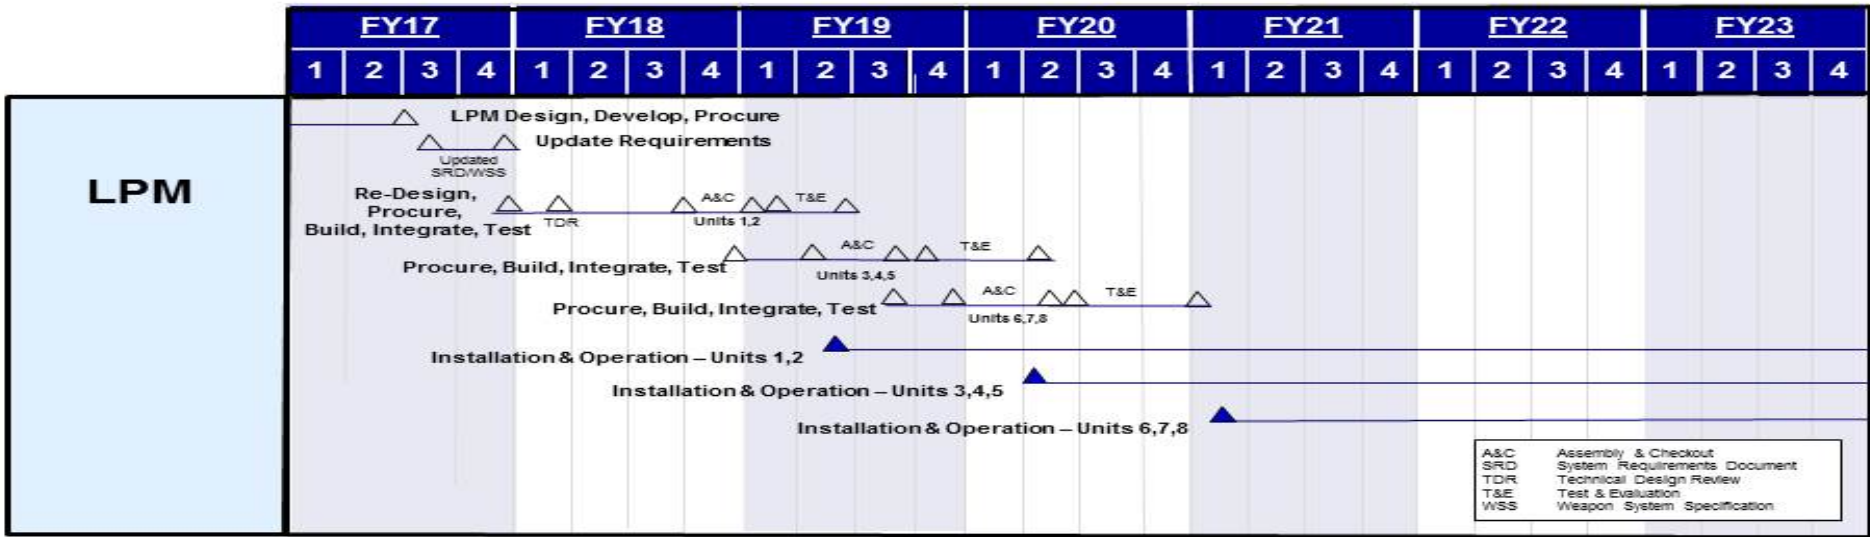 FY17 FY18 FY19 FY20 FY21 FY22 FY23
1 2 3 4 1 2 3 4 1 2 3 4 1 2 3 4 1 2 3 4 1 2 3 4 1 2 3 4
LPM
LPM Design, Develop, Procure
Update Requirements
Updated
SRD/WSS
Re-Design,
Procure,
Build, Integrate, Test
TDR
A&C
Units 1,2
T&E
Procure, Build, Integrate, Test
A&C
Units 3,4,5
T&E
Procure, Build, Integrate, Test
A&C
Units 6,7,8
T&E
Installation & Operation – Units 1,2
Installation & Operation – Units 3,4,5
Installation & Operation – Units 6,7,8
A&C Assembly & Checkout
SRD System Requirements Document
TDR Technical Design Review
T&E Test & Evaluation
WSS Weapon System Specification